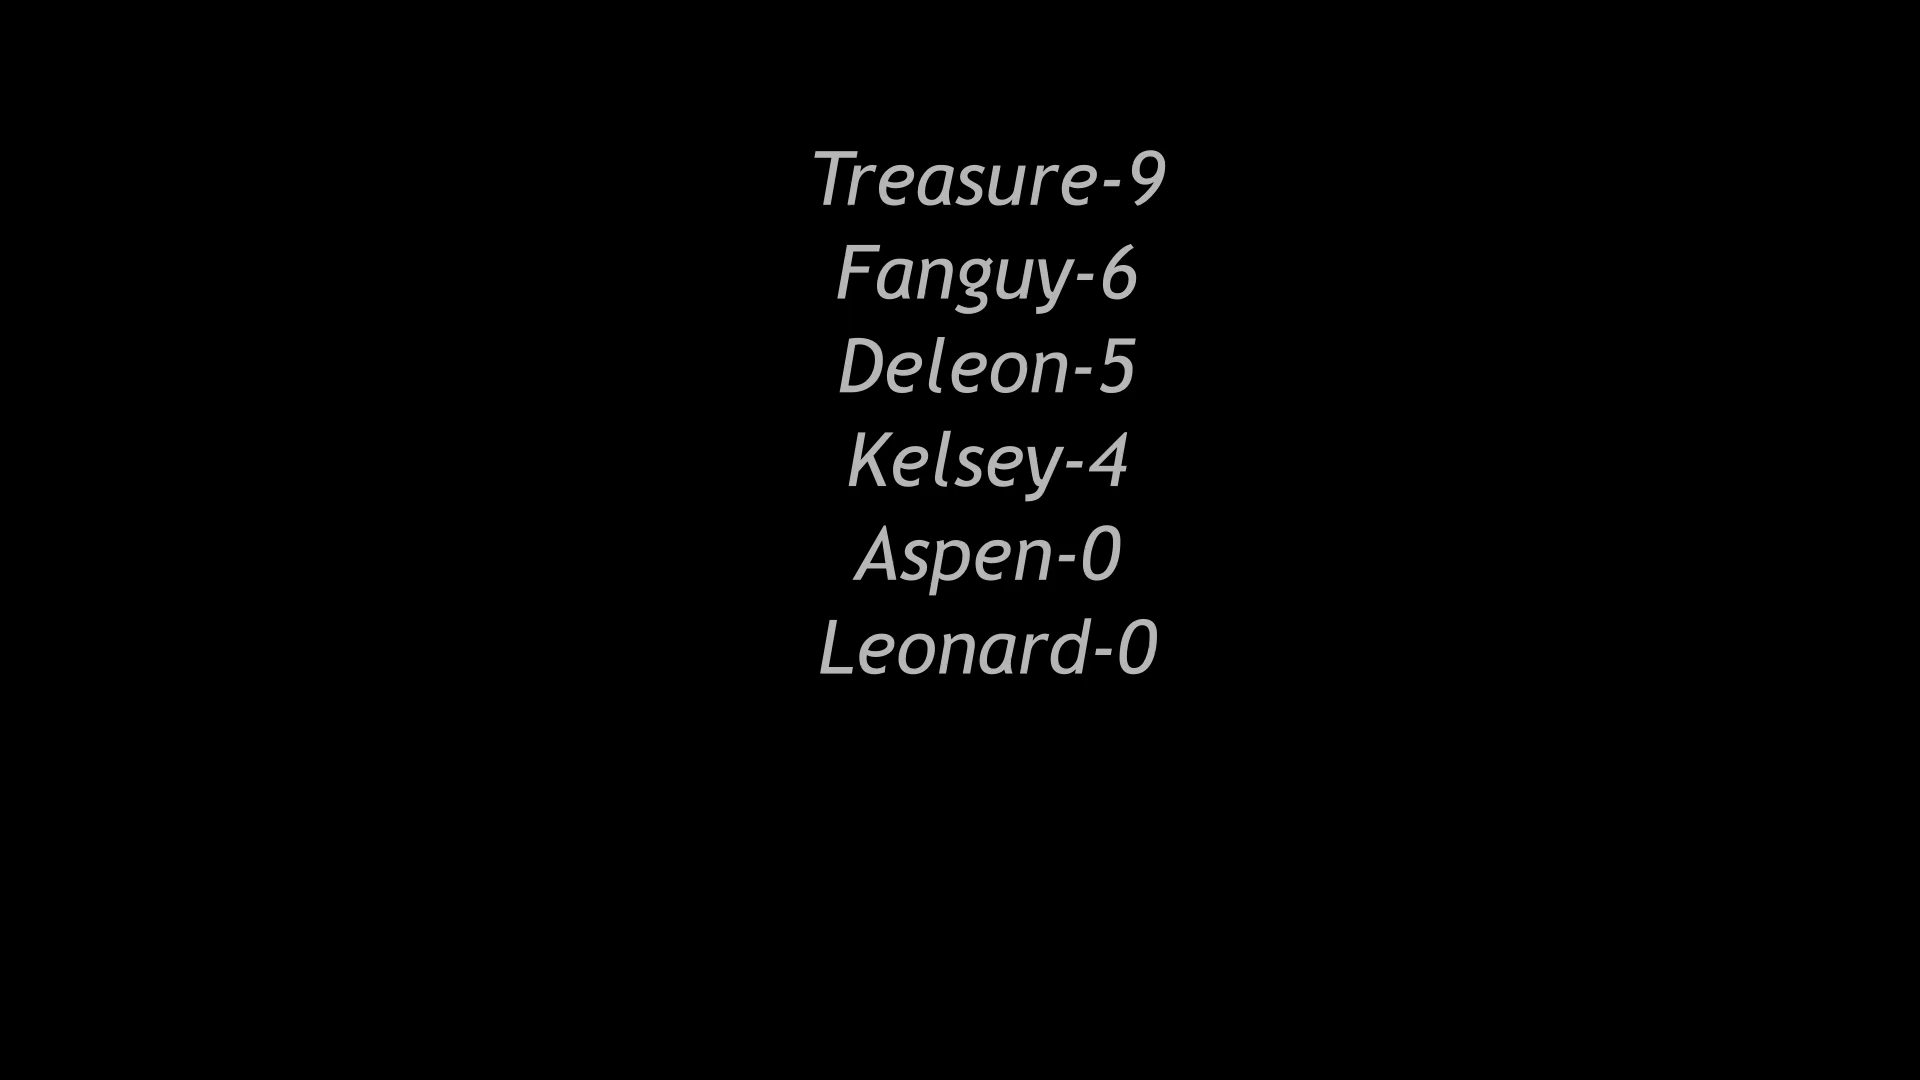 Treasure-9
Fanguy-6
Deleon-5
Kelsey-4
Aspen-0
Leonard-0